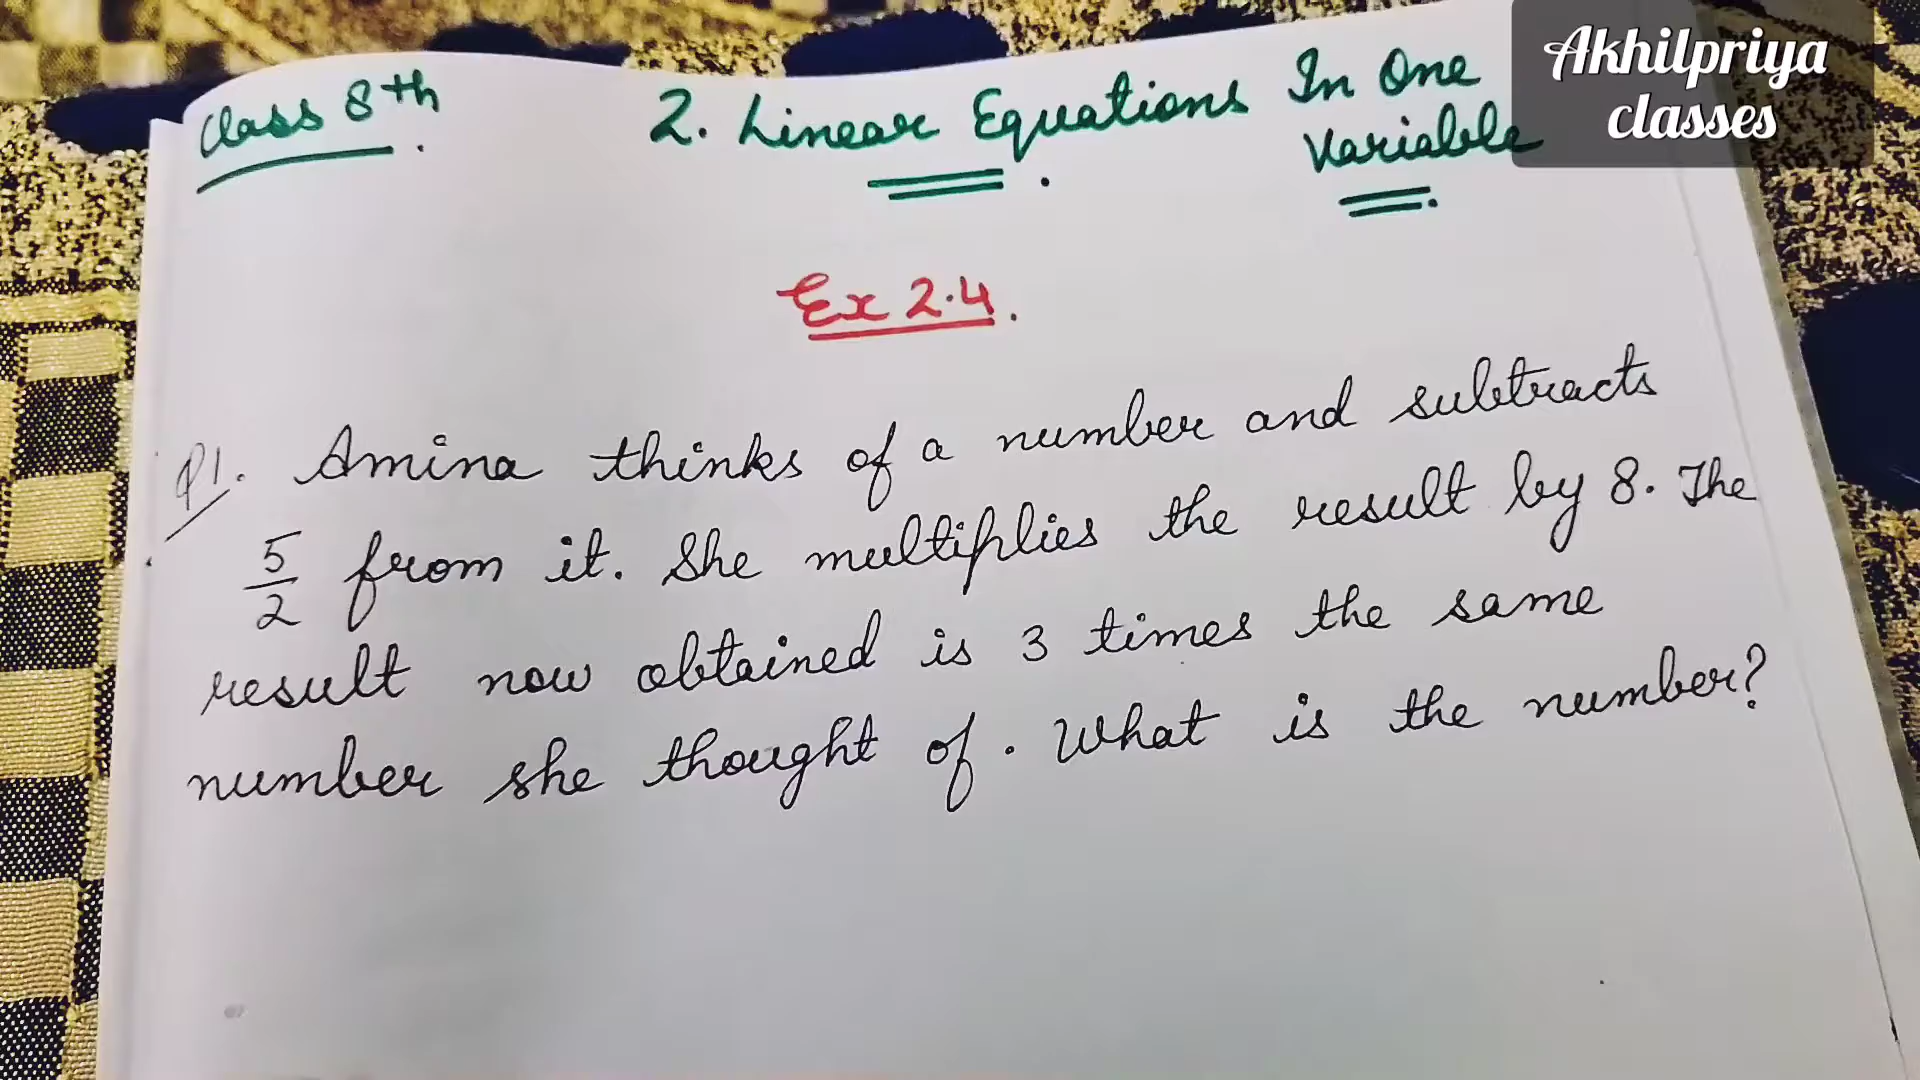 Akhilpriya
classes
Class 8th.
2. Linear Equations In One
Variable.
Ex 2.4.
Q1. Amina thinks of a number and subtracts
5/2 from it. She multiplies the result by 8. The
result now obtained is 3 times the same
number she thought of. What is the number?